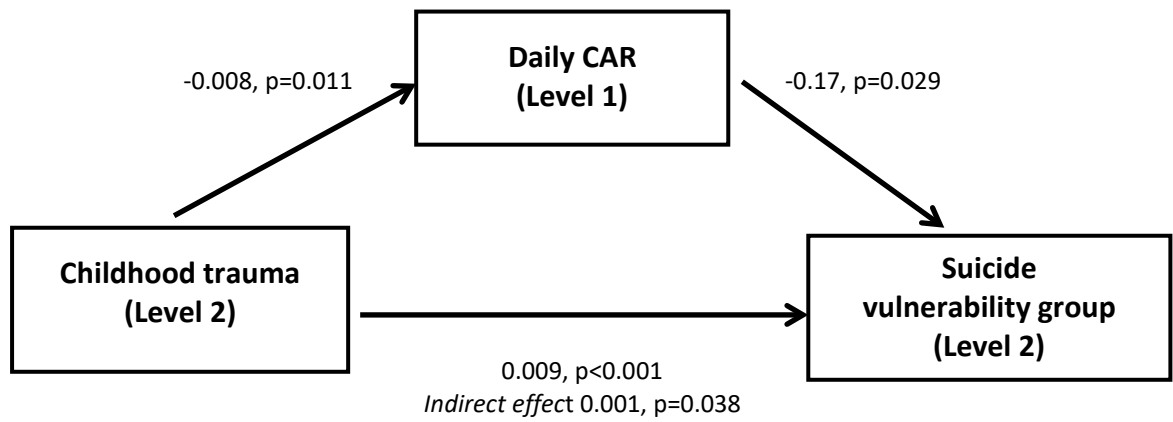 Daily CAR
(Level 1)
-0.008, p=0.011
-0.17, p=0.029
Childhood trauma
(Level 2)
Suicide
vulnerability group
(Level 2)
0.009, p<0.001
Indirect effect 0.001, p=0.038